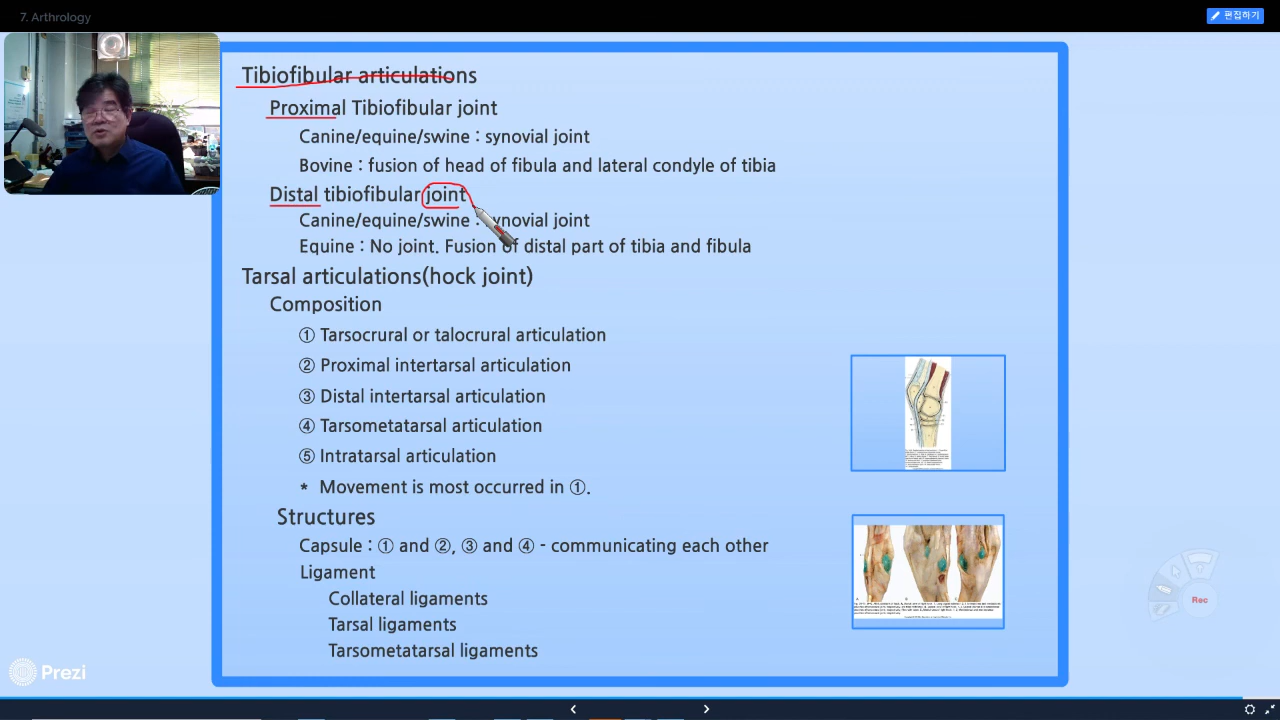 7. Arthrology
편집하기
Tibiofibular articulations
Proximal Tibiofibular joint
Canine/equine/swine : synovial joint
Bovine : fusion of head of fibula and lateral condyle of tibia
Distal tibiofibular joint
Canine/equine/swine : synovial joint
Equine : No joint. Fusion of distal part of tibia and fibula
Tarsal articulations(hock joint)
Composition
① Tarsocrural or talocrural articulation
② Proximal intertarsal articulation
③ Distal intertarsal articulation
④ Tarsometatarsal articulation
⑤ Intratarsal articulation
* Movement is most occurred in ①.
Structures
Capsule : ① and ②, ③ and ④ - communicating each other
Ligament
Collateral ligaments
Tarsal ligaments
Tarsometatarsal ligaments
Rec
Prezi